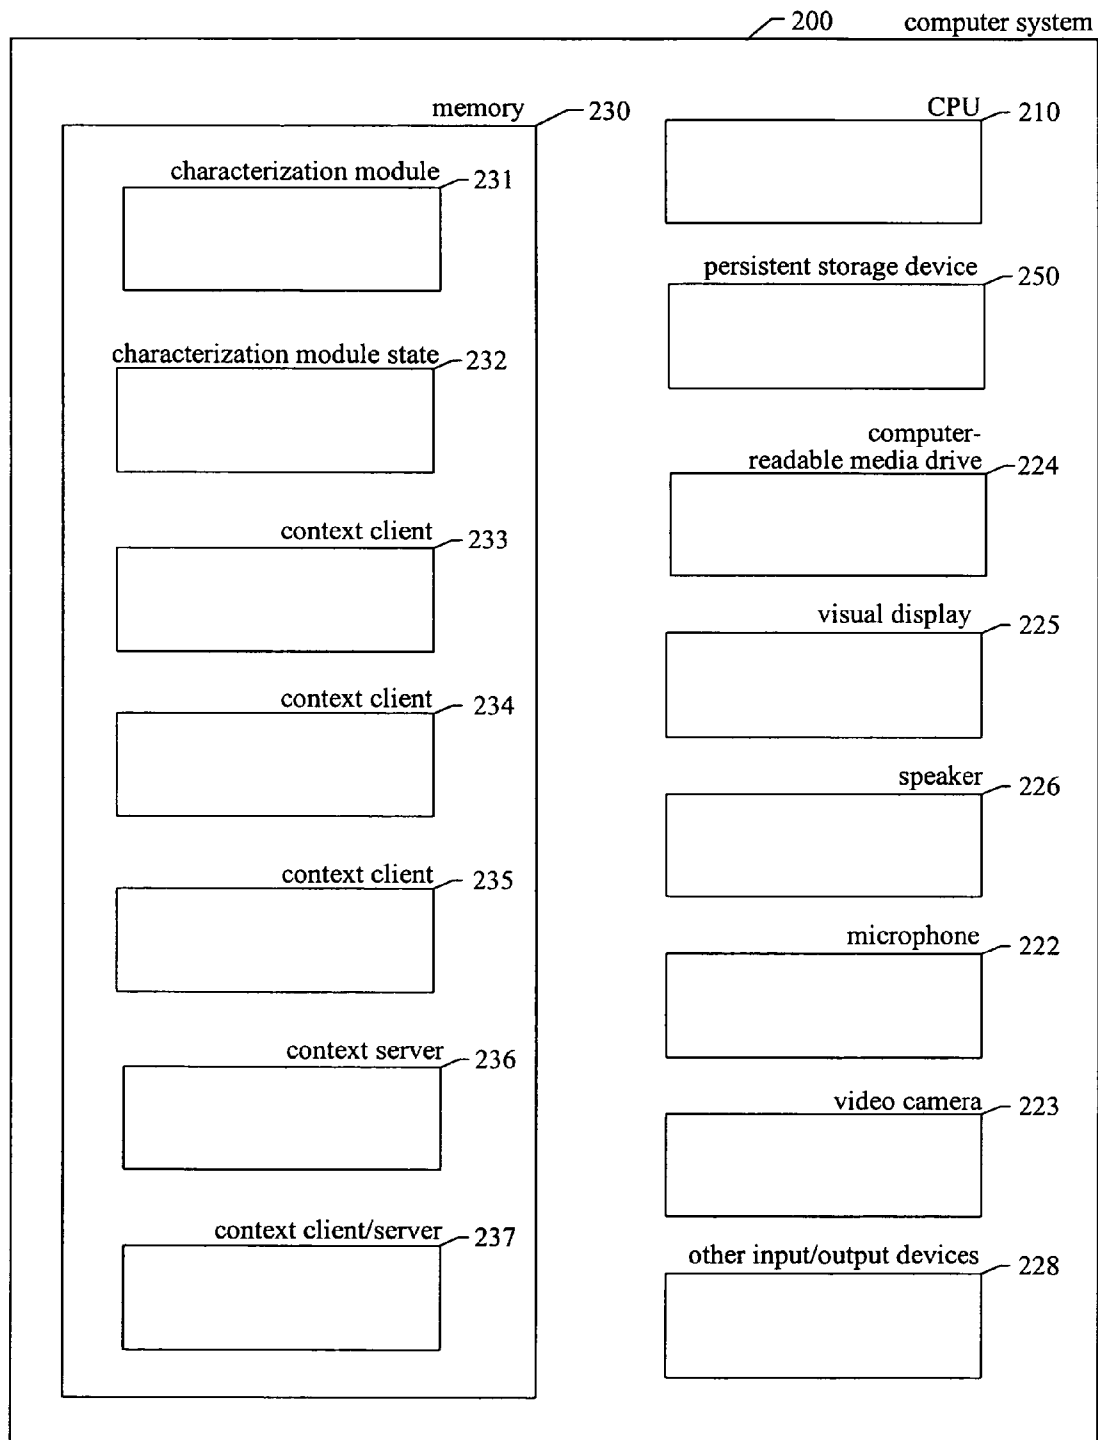 200 computer system
memory 230
characterization module 231
characterization module state 232
context client 233
context client 234
context client 235
context server 236
context client/server 237
CPU 210
persistent storage device 250
computer-
readable media drive 224
visual display 225
speaker 226
microphone 222
video camera 223
other input/output devices 228